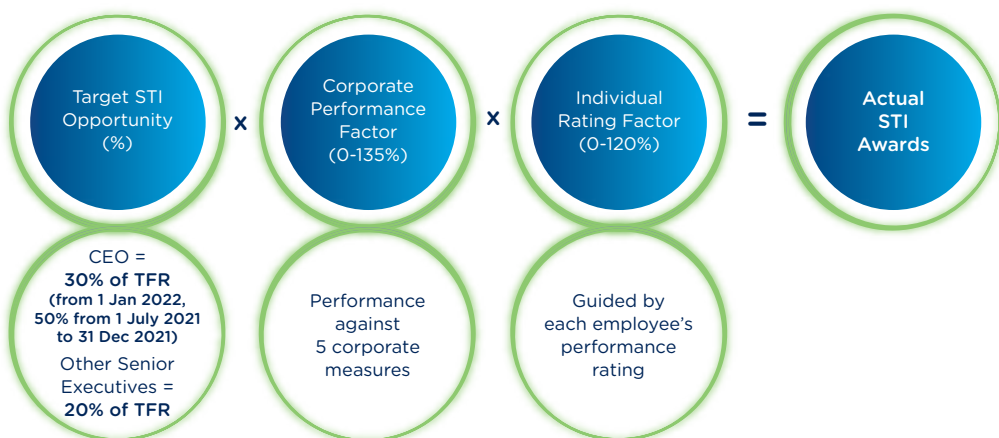 Target STI
Opportunity
(%)
x
Corporate
Performance
Factor
(0-135%)
x
Individual
Rating Factor
(0-120%)
=
Actual
STI
Awards
CEO =
30% of TFR
(from 1 Jan 2022,
50% from 1 July 2021
to 31 Dec 2021)
Other Senior
Executives =
20% of TFR
Performance
against
5 corporate
measures
Guided by
each employee’s
performance
rating